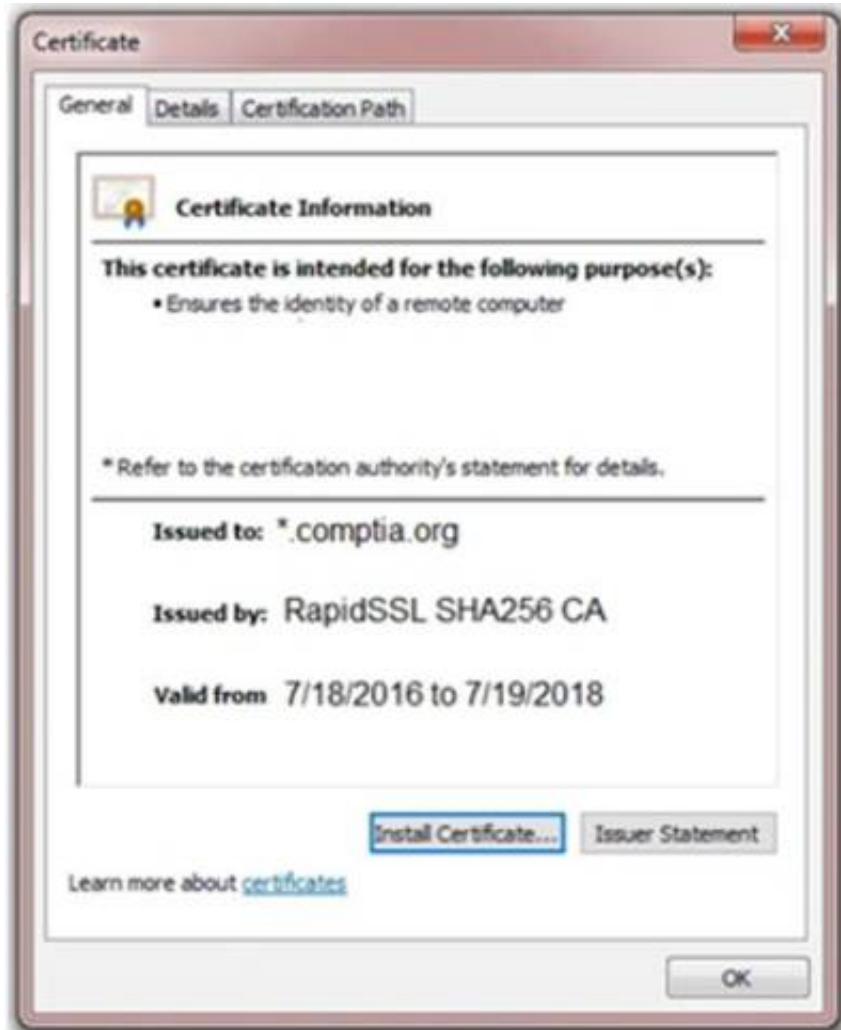 Certificate
General Details Certification Path
Certificate Information
This certificate is intended for the following purpose(s):
• Ensures the identity of a remote computer
* Refer to the certification authority's statement for details.
Issued to: *.comptia.org
Issued by: RapidSSL SHA256 CA
Valid from 7/18/2016 to 7/19/2018
Install Certificate... Issuer Statement
Learn more about certificates
OK